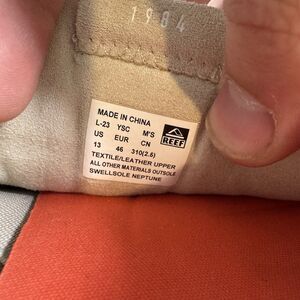 1984
MADE IN CHINA
L-23 YSC M'S
US EUR CN
13 46 310(2.5)
REEF
TEXTILE/LEATHER UPPER
ALL OTHER MATERIALS OUTSOLE
SWELLSOLE NEPTUNE